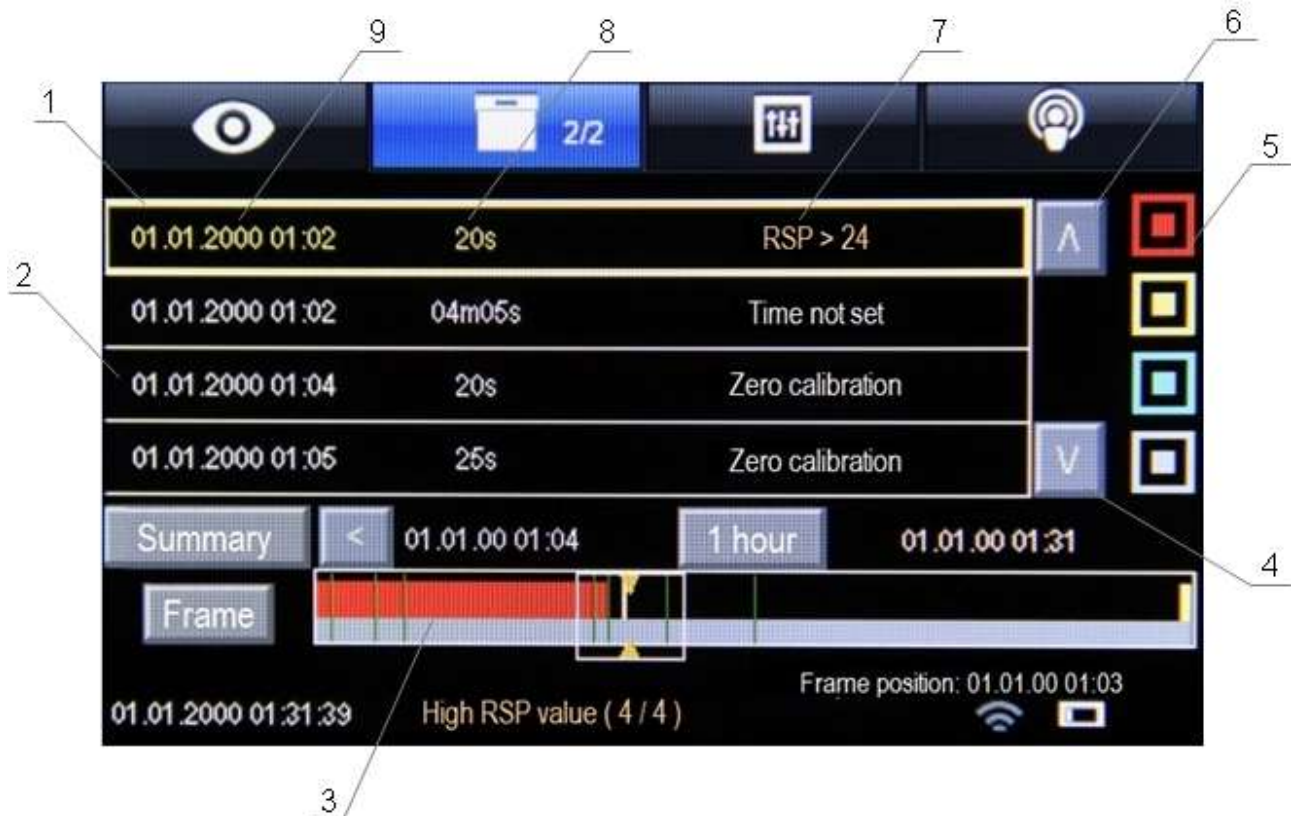 9 8 7 6
1
2/2
5
01.01.2000 01:02 20s RSP > 24 Λ
2
01.01.2000 01:02 04m05s Time not set
01.01.2000 01:04 20s Zero calibration
01.01.2000 01:05 25s Zero calibration V
Summary < 01.01.00 01:04 1 hour 01.01.00 01:31
4
Frame
Frame position: 01.01.00 01:03
01.01.2000 01:31:39 High RSP value ( 4 / 4 )
3